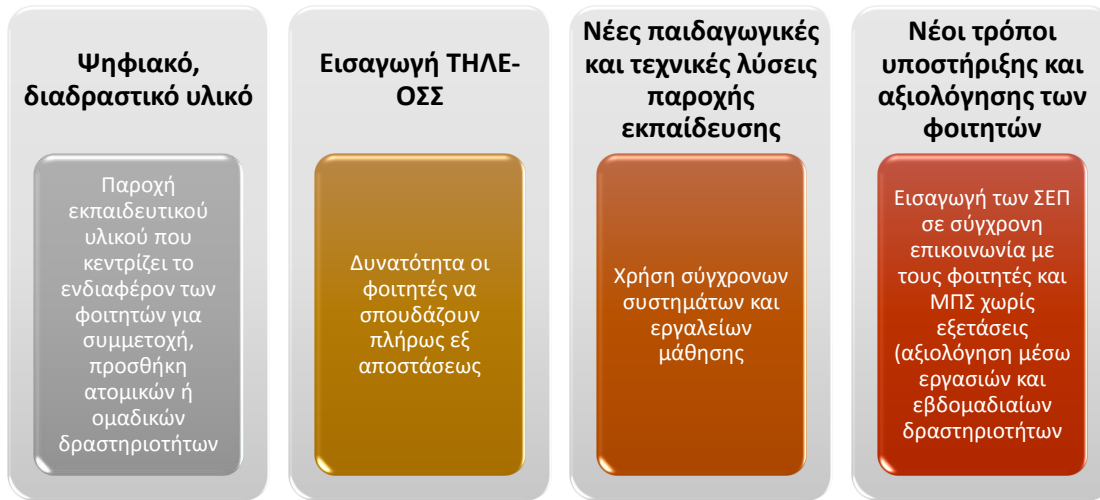 Ψηφιακό,
διαδραστικό υλικό
Παροχή
εκπαιδευτικού
υλικού που
κεντρίζει το
ενδιαφέρον των
φοιτητών για
συμμετοχή,
προσθήκη
ατομικών ή
ομαδικών
δραστηριοτήτων
Εισαγωγή ΤΗΛΕ-
ΟΣΣ
Δυνατότητα οι
φοιτητές να
σπουδάζουν
πλήρως εξ
αποστάσεως
Νέες παιδαγωγικές
και τεχνικές λύσεις
παροχής
εκπαίδευσης
Χρήση σύγχρονων
συστημάτων και
εργαλείων
μάθησης
Νέοι τρόποι
υποστήριξης και
αξιολόγησης των
φοιτητών
Εισαγωγή των ΣΕΠ
σε σύγχρονη
επικοινωνία με
τους φοιτητές και
ΜΠΣ χωρίς
εξετάσεις
(αξιολόγηση μέσω
εργασιών και
εβδομαδιαίων
δραστηριοτήτων